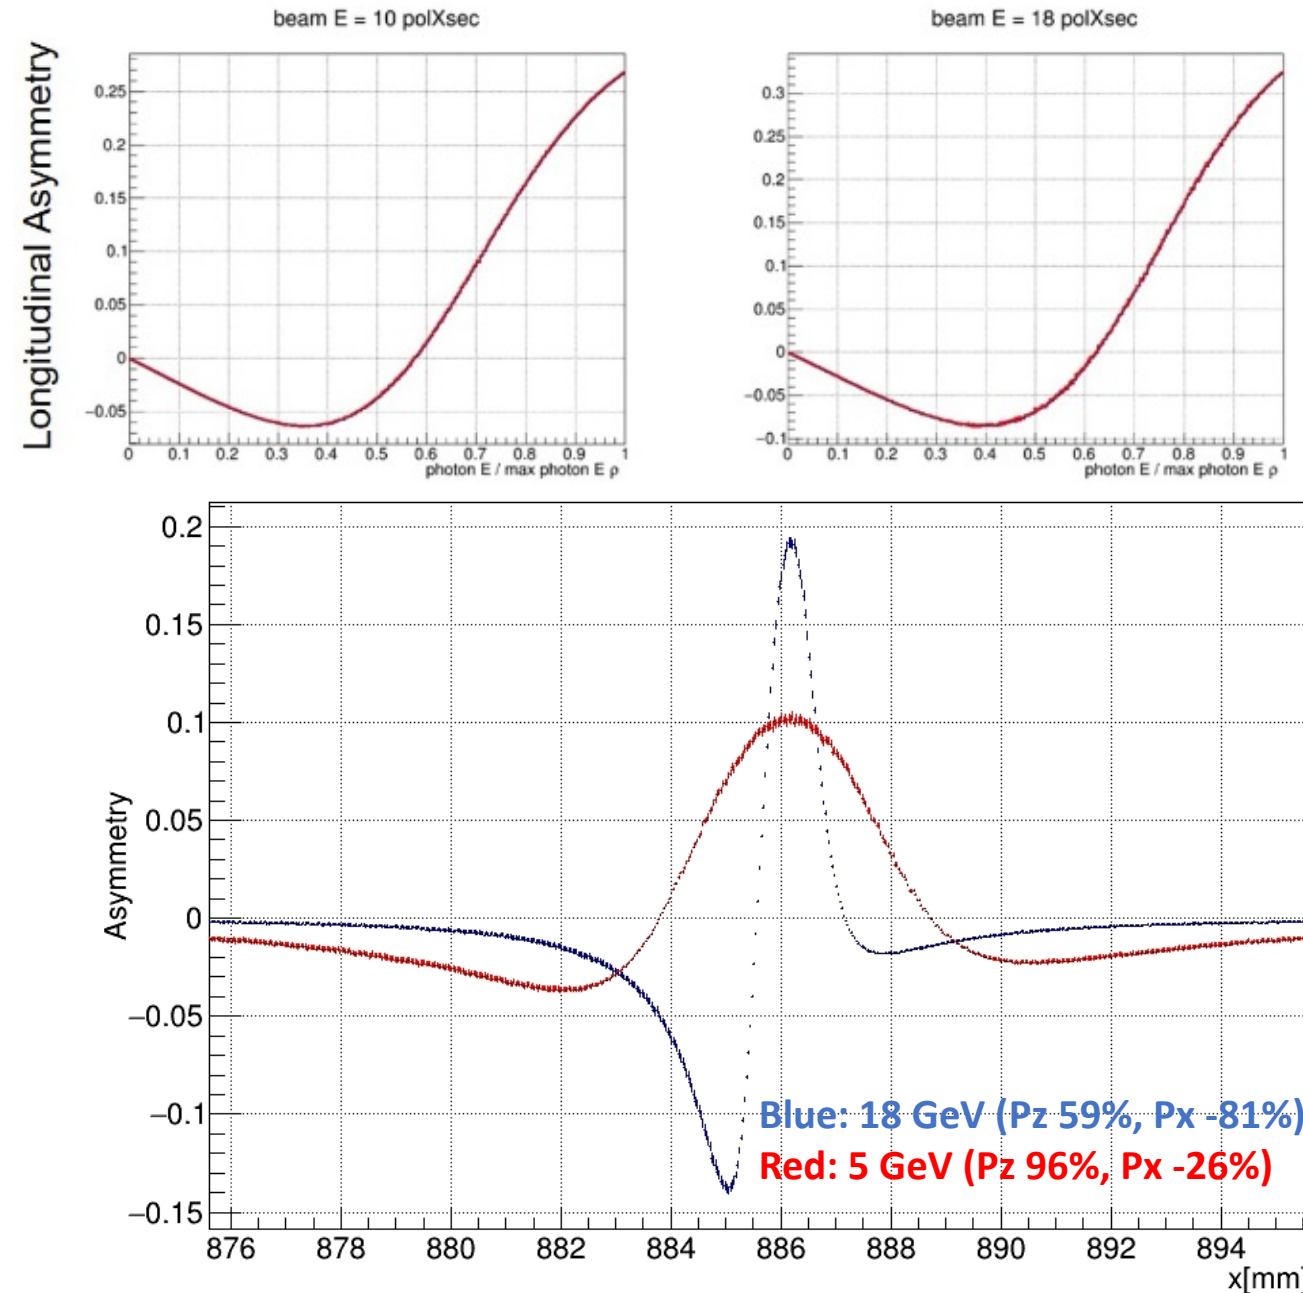 beam E = 10 polXsec
beam E = 18 polXsec
Longitudinal Asymmetry
0.25
0.2
0.15
0.1
0.05
0
−0.05
0 0.1 0.2 0.3 0.4 0.5 0.6 0.7 0.8 0.9 1
photon E / max photon E ρ
0.3
0.25
0.2
0.15
0.1
0.05
0
−0.05
−0.1
0 0.1 0.2 0.3 0.4 0.5 0.6 0.7 0.8 0.9 1
photon E / max photon E ρ
Asymmetry
0.2
0.15
0.1
0.05
0
−0.05
−0.1
−0.15
Blue: 18 GeV (Pz 59%, Px -81%)
Red: 5 GeV (Pz 96%, Px -26%)
876 878 880 882 884 886 888 890 892 894
x[mm]